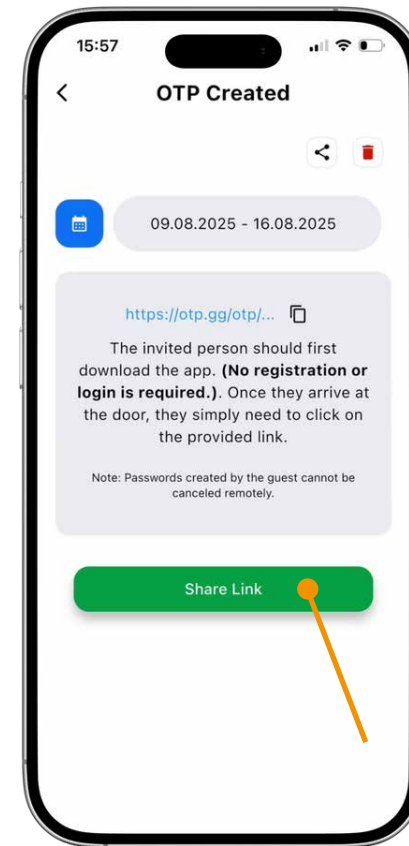 15:57
OTP Created
09.08.2025 - 16.08.2025
https://otp.gg/otp/...
The invited person should first
download the app. (No registration or
login is required.). Once they arrive at
the door, they simply need to click on
the provided link.
Note: Passwords created by the guest cannot be
canceled remotely.
Share Link